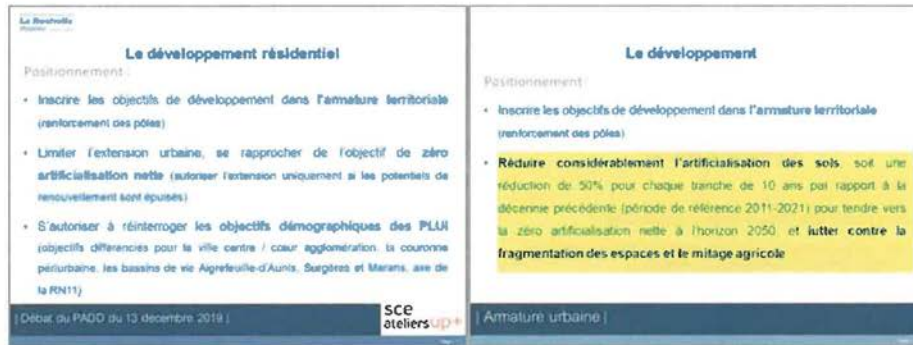 La Rochelle
Le développement résidentiel
Positionnement :
• Inscrire les objectifs de développement dans l'armature territoriale
(renforcement des pôles)
• Limiter l'extension urbaine, se rapprocher de l'objectif de zéro
artificialisation nette (autoriser l'extension uniquement si les potentiels de
renouvellement sont épuisés)
• S'autoriser à réinterroger les objectifs démographiques des PLUi
(objectifs différenciés pour la ville centre / cœur agglomération, la couronne
périurbaine, les bassins de vie Aigrefeuille-d'Aunis, Surgères et Marans, axe de
la RN11)
| Débat du PADD du 13 décembre 2019 |
sce
ateliers up+
Le développement
Positionnement :
• Inscrire les objectifs de développement dans l'armature territoriale
(renforcement des pôles)
• Réduire considérablement l'artificialisation des sols, soit une
réduction de 50% pour chaque tranche de 10 ans par rapport à la
décennie précédente (période de référence 2011-2021) pour tendre vers
la zéro artificialisation nette à l'horizon 2050, et lutter contre la
fragmentation des espaces et le mitage agricole
| Armature urbaine |